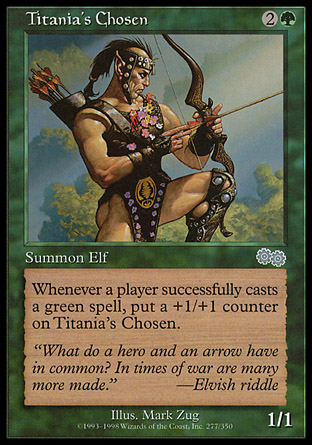 Titania's Chosen 2
Summon Elf
Whenever a player successfully casts
a green spell, put a +1/+1 counter
on Titania's Chosen.
“What do a hero and an arrow have
in common? In times of war are many
more made.” —Elvish riddle
Illus. Mark Zug
©1993–1998 Wizards of the Coast, Inc. 277/350
1/1